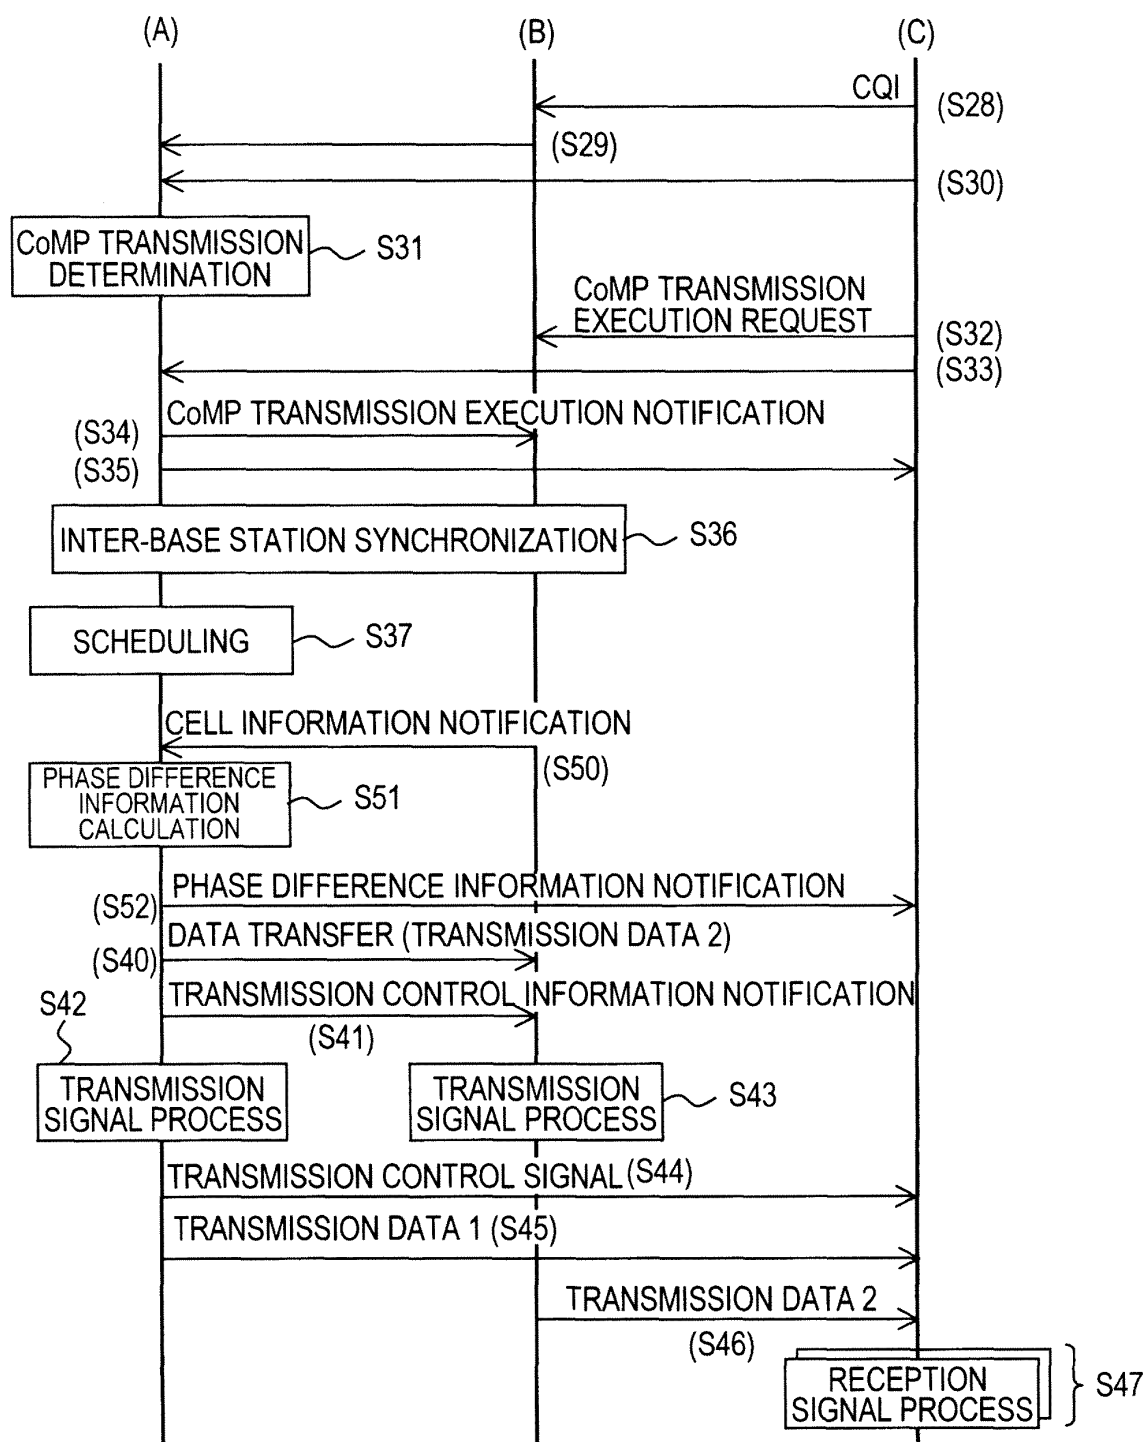 (A)
(B)
(C)
CQI
(S28)
(S29)
(S30)
CoMP TRANSMISSION
DETERMINATION
S31
CoMP TRANSMISSION
EXECUTION REQUEST
(S32)
(S33)
CoMP TRANSMISSION EXECUTION NOTIFICATION
(S34)
(S35)
INTER-BASE STATION SYNCHRONIZATION
S36
SCHEDULING
S37
CELL INFORMATION NOTIFICATION
(S50)
PHASE DIFFERENCE
INFORMATION
CALCULATION
S51
PHASE DIFFERENCE INFORMATION NOTIFICATION
(S52)
DATA TRANSFER (TRANSMISSION DATA 2)
(S40)
TRANSMISSION CONTROL INFORMATION NOTIFICATION
(S41)
S42
TRANSMISSION
SIGNAL PROCESS
TRANSMISSION
SIGNAL PROCESS
S43
TRANSMISSION CONTROL SIGNAL (S44)
TRANSMISSION DATA 1 (S45)
TRANSMISSION DATA 2
(S46)
RECEPTION
SIGNAL PROCESS
S47